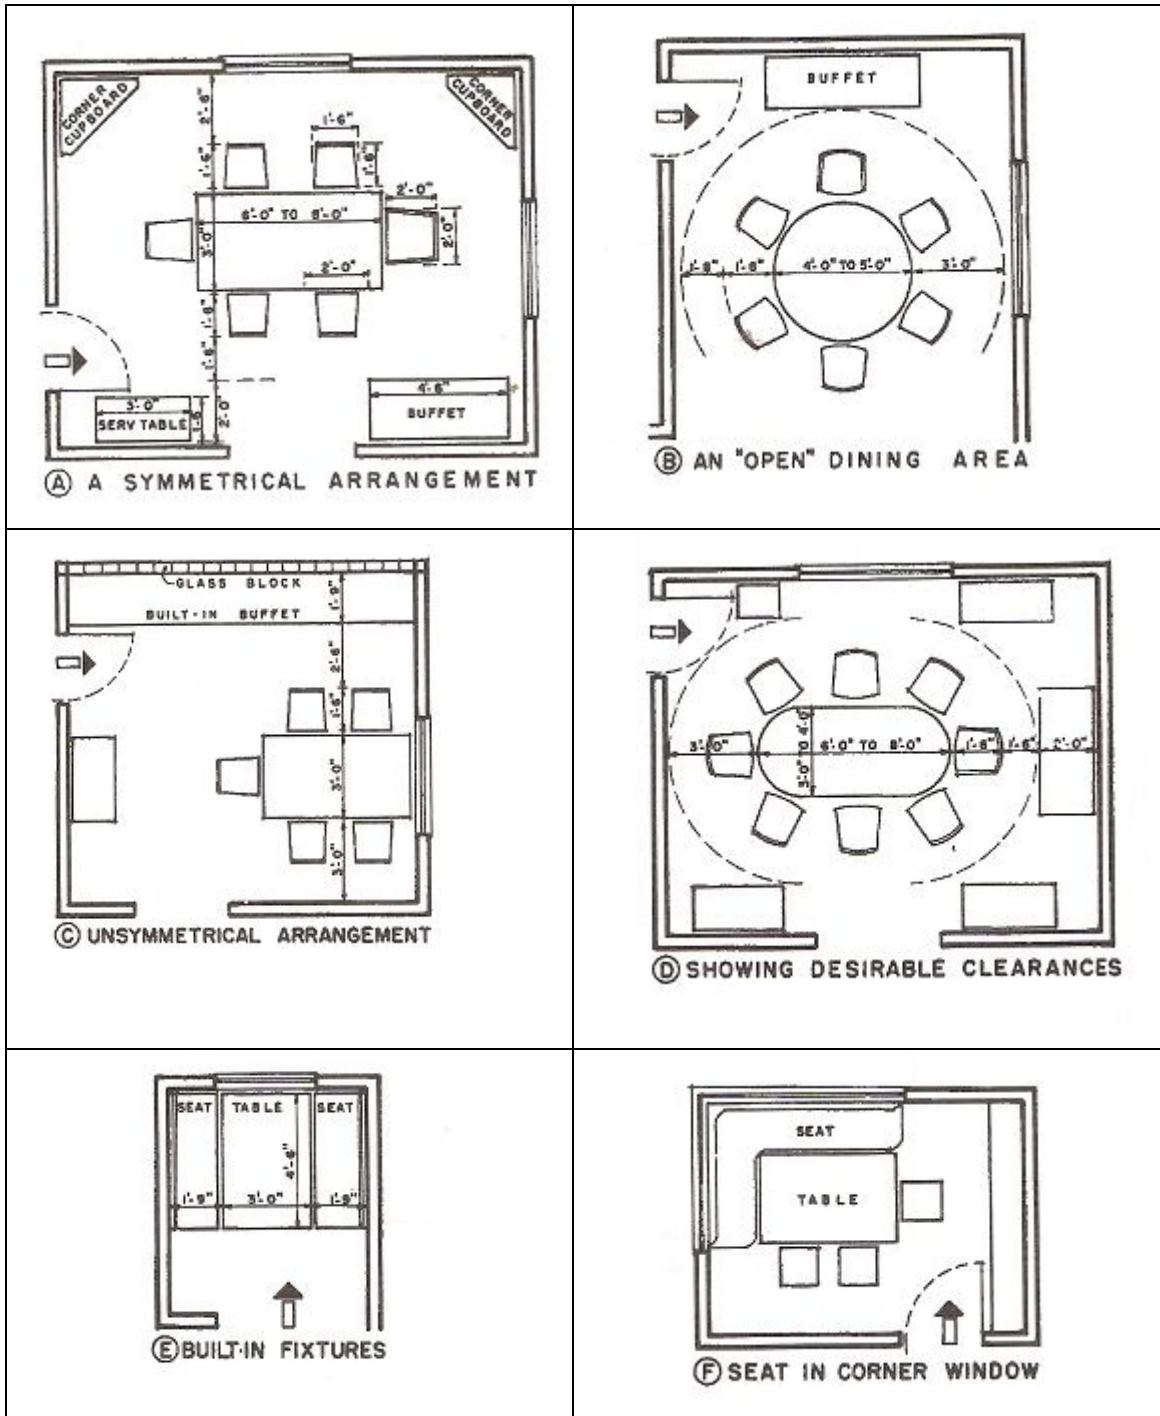 CORNER
CUPBOARD
CORNER
CUPBOARD
2'-6"
1'-6"
1'-6"
1'-6"
2'-0"
2'-0"
6'-0" TO 8'-0"
3'-0"
2'-0"
1'-6"
1'-6"
2'-0"
3'-0"
SERV TABLE
1'-6
4'-6"
BUFFET
Ⓐ A SYMMETRICAL ARRANGEMENT
BUFFET
1'-6"
1'-6"
4'-0" TO 5'-0"
3'-0"
Ⓑ AN "OPEN" DINING AREA
GLASS BLOCK
BUILT-IN BUFFET
1'-9"
2'-6"
1'-6"
3'-0"
3'-0"
Ⓒ UNSYMMETRICAL ARRANGEMENT
3'-0"
3'-0" TO 4'-0"
6'-0" TO 8'-0"
1'-6"
1'-6"
2'-0"
Ⓓ SHOWING DESIRABLE CLEARANCES
SEAT TABLE SEAT
4'-6"
1'-9" 3'-0" 1'-9"
Ⓔ BUILT-IN FIXTURES
SEAT
TABLE
Ⓕ SEAT IN CORNER WINDOW